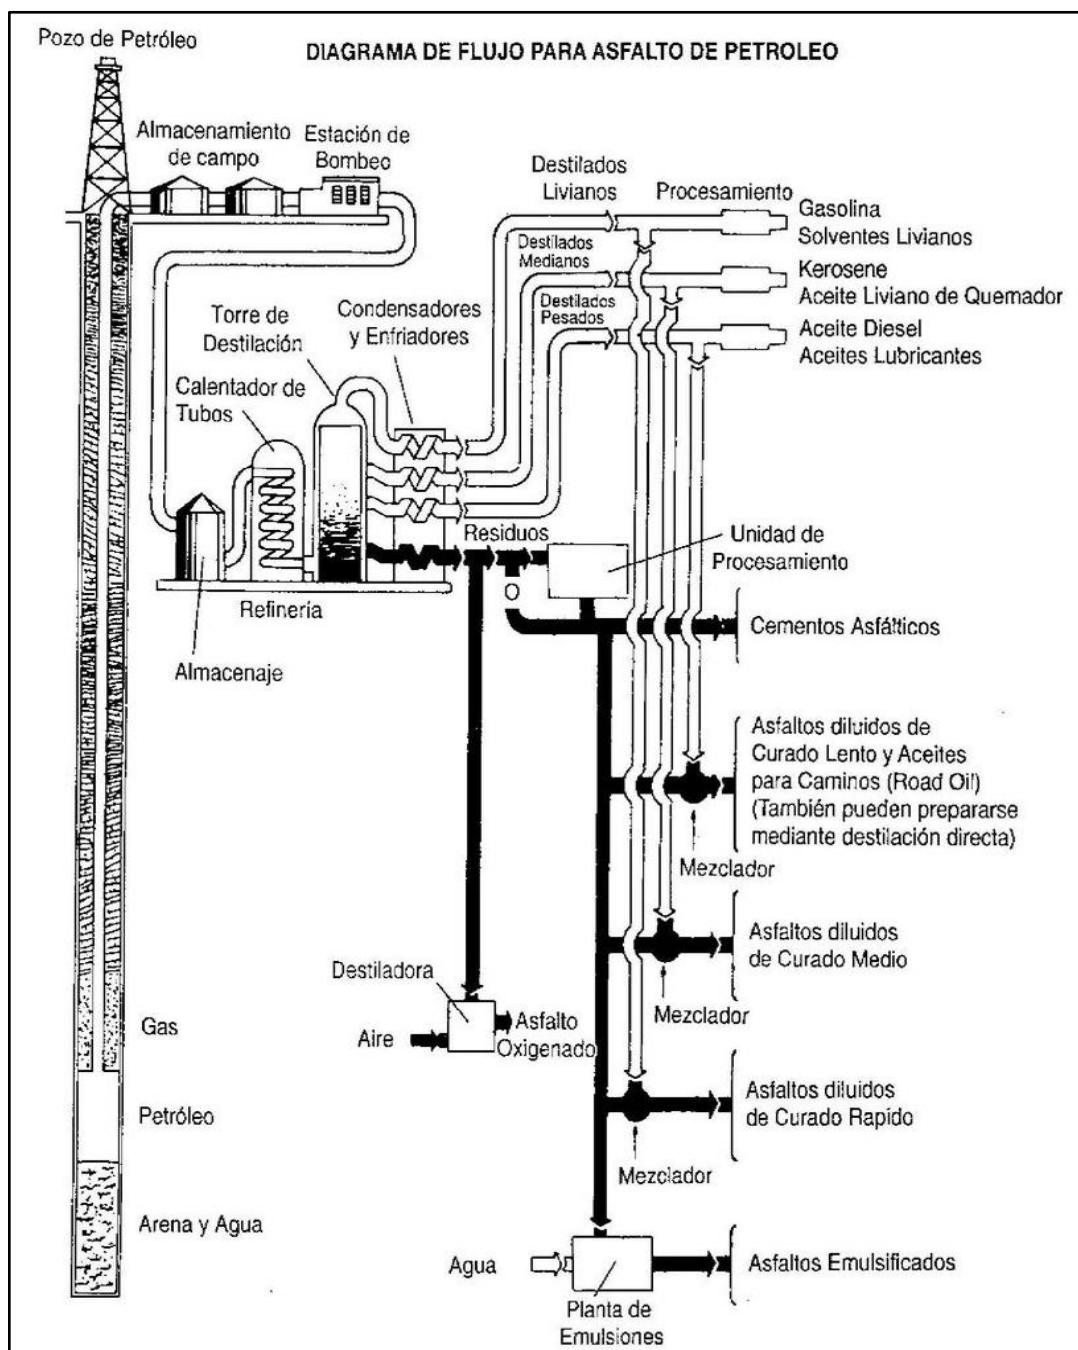 Pozo de Petróleo
DIAGRAMA DE FLUJO PARA ASFALTO DE PETROLEO
Almacenamiento
de campo
Estación de
Bombeo
Destilados
Livianos
Procesamiento
Gasolina
Solventes Livianos
Destilados
Medianos
Kerosene
Aceite Liviano de Quemador
Destilados
Pesados
Aceite Diesel
Aceites Lubricantes
Torre de
Destilación
Condensadores
y Enfriadores
Calentador de
Tubos
Residuos
Unidad de
Procesamiento
O
Refinería
Cementos Asfálticos
Almacenaje
Asfaltos diluidos de
Curado Lento y Aceites
para Caminos (Road Oil)
(También pueden prepararse
mediante destilación directa)
Mezclador
Asfaltos diluidos
de Curado Medio
Destiladora
Mezclador
Gas
Aire
Asfalto
Oxigenado
Petróleo
Asfaltos diluidos
de Curado Rapido
Mezclador
Arena y Agua
Agua
Asfaltos Emulsificados
Planta de
Emulsiones